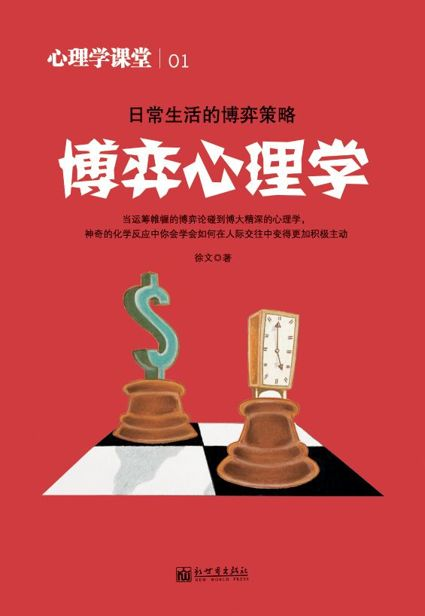 心理学课堂 | 01
日常生活的博弈策略
博弈心理学
当运筹帷幄的博弈论碰到博大精深的心理学，
神奇的化学反应中你会学会如何在人际交往中变得更加积极主动
徐文◎著
新世界出版社
NEW WORLD PRESS